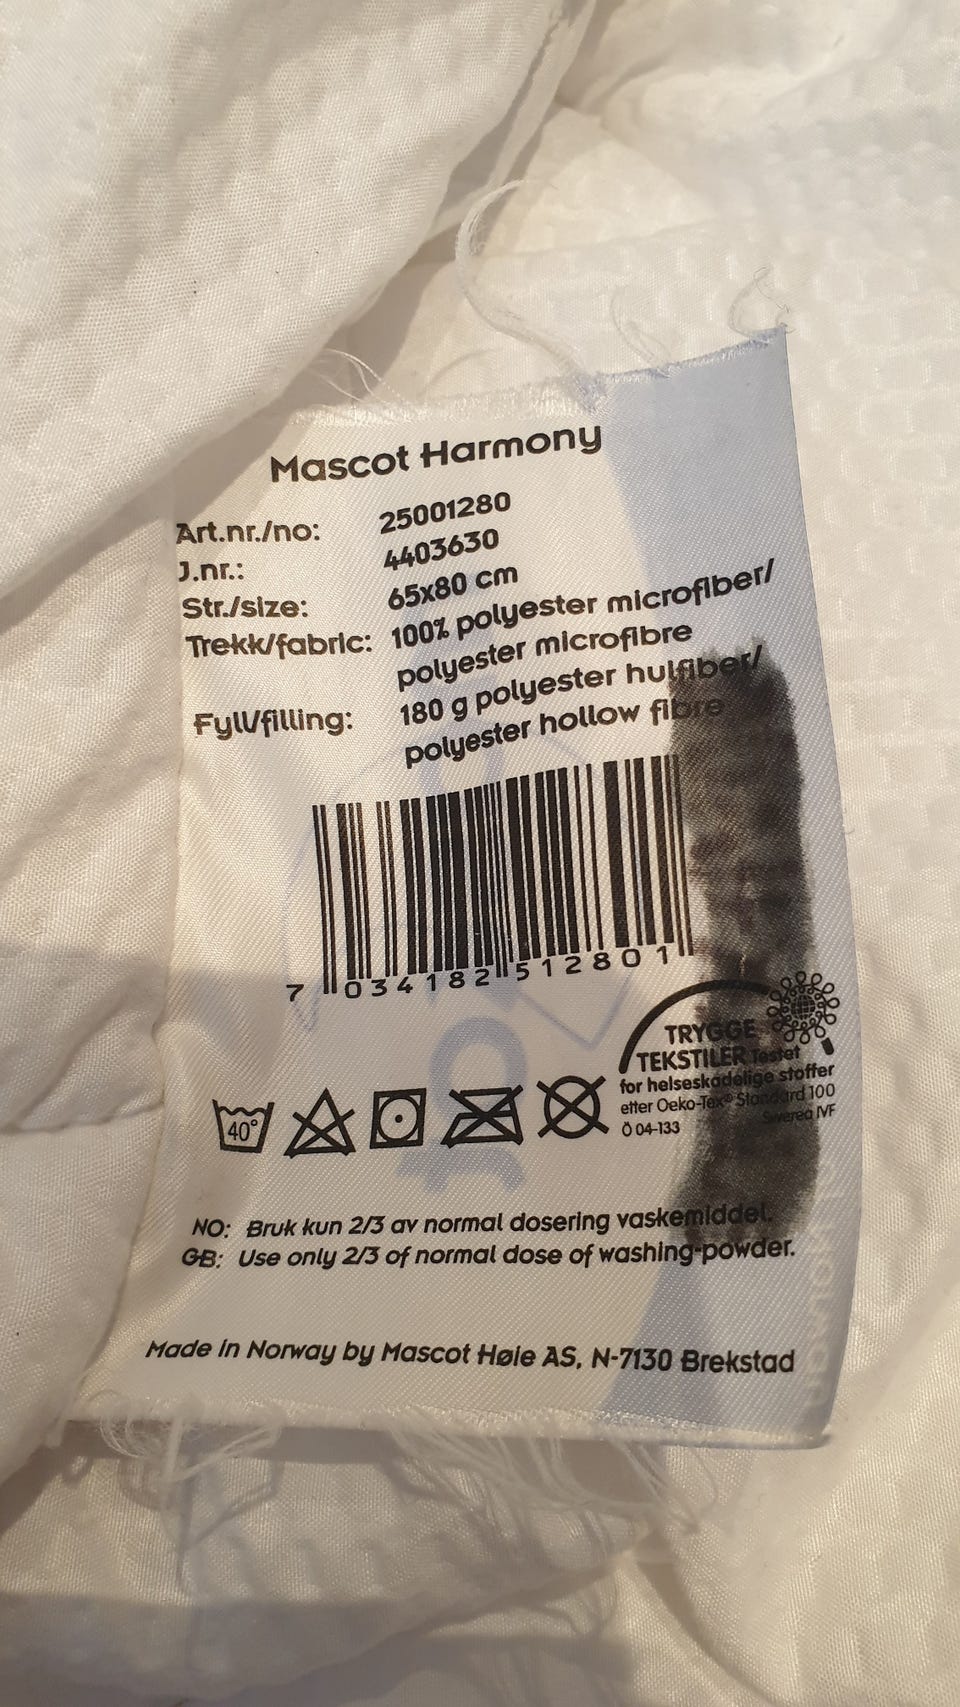 Mascot Harmony
Art.nr./no: 25001280
J.nr.: 4403630
Str./size: 65x80 cm
Trekk/fabric: 100% polyester microfiber/
polyester microfibre
Fyll/filling: 180 g polyester hulfiber/
polyester hollow fibre
7 034182 512801
TRYGGE
TEKSTILER Testet
for helseskadelige stoffer
etter Oeko-Tex® Standard 100
Ö 04-133 Swerea IVF
40°
NO: Bruk kun 2/3 av normal dosering vaskemiddel.
GB: Use only 2/3 of normal dose of washing-powder.
Made in Norway by Mascot Høie AS, N-7130 Brekstad